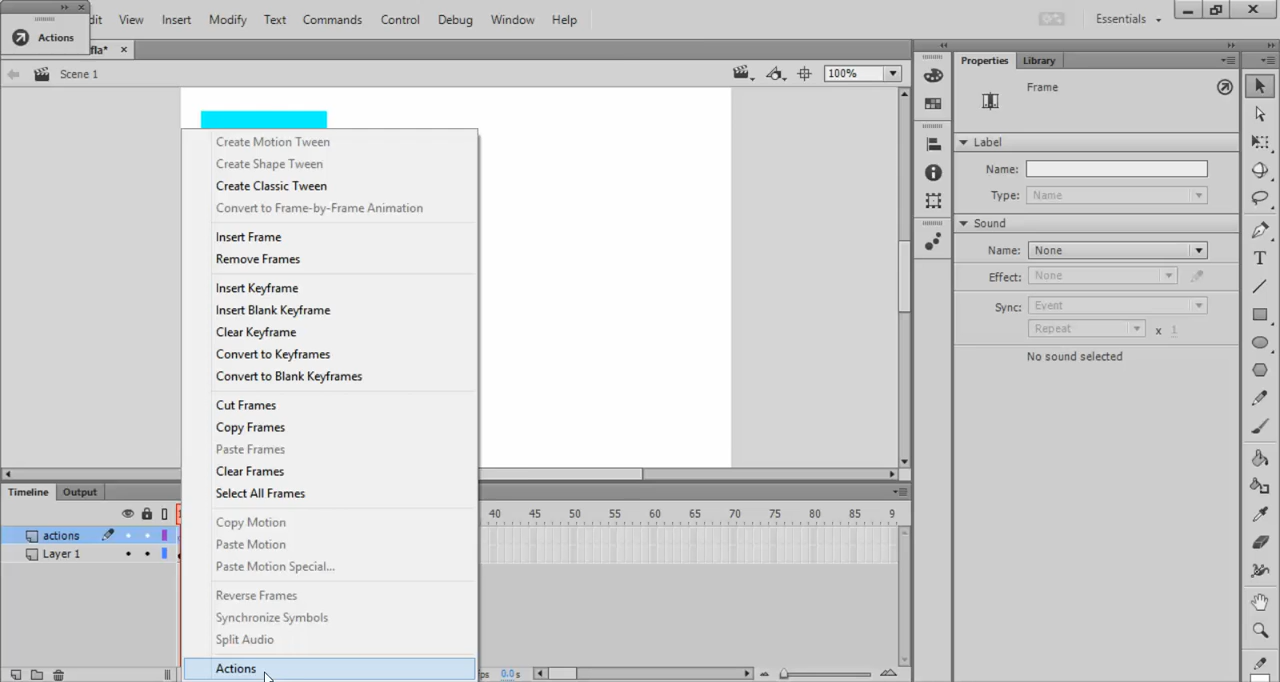 Actions
dit View Insert Modify Text Commands Control Debug Window Help
Essentials
fla*
Scene 1
100%
Create Motion Tween
Create Shape Tween
Create Classic Tween
Convert to Frame-by-Frame Animation
Insert Frame
Remove Frames
Insert Keyframe
Insert Blank Keyframe
Clear Keyframe
Convert to Keyframes
Convert to Blank Keyframes
Cut Frames
Copy Frames
Paste Frames
Clear Frames
Select All Frames
Copy Motion
Paste Motion
Paste Motion Special...
Reverse Frames
Synchronize Symbols
Split Audio
Actions
Properties Library
Frame
Label
Name:
Type: Name
Sound
Name: None
Effect: None
Sync: Event
Repeat x 1
No sound selected
Timeline Output
40 45 50 55 60 65 70 75 80 85 9
actions
Layer 1
ps 0.0s